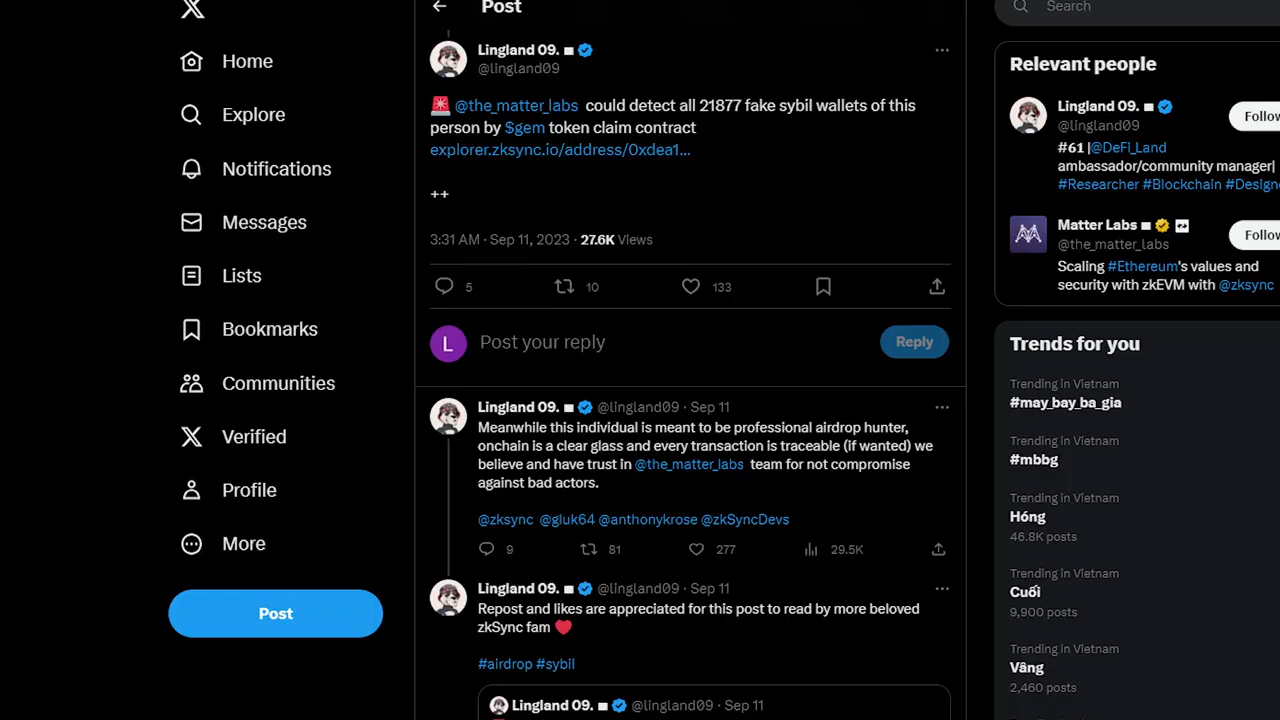 Home
Explore
Notifications
Messages
Lists
Bookmarks
Communities
Verified
Profile
More
Post
Post
Lingland 09.
@lingland09
@the_matter_labs could detect all 21877 fake sybil wallets of this
person by $gem token claim contract
explorer.zksync.io/address/0xdea1...
++
3:31 AM · Sep 11, 2023 · 27.6K Views
5 10 133
L Post your reply Reply
Lingland 09. @lingland09 · Sep 11
Meanwhile this individual is meant to be professional airdrop hunter,
onchain is a clear glass and every transaction is traceable (if wanted) we
believe and have trust in @the_matter_labs team for not compromise
against bad actors.
@zksync @gluk64 @anthonykrose @zkSyncDevs
9 81 277 29.5K
Lingland 09. @lingland09 · Sep 11
Repost and likes are appreciated for this post to read by more beloved
zkSync fam ❤️
#airdrop #sybil
Lingland 09. @lingland09 · Sep 11
Search
Relevant people
Lingland 09.
@lingland09
Follow
#61 |@DeFi_Land
ambassador/community manager|
#Researcher #Blockchain #Designe
Matter Labs
@the_matter_labs
Follow
Scaling #Ethereum's values and
security with zkEVM with @zksync
Trends for you
Trending in Vietnam
#may_bay_ba_gia
Trending in Vietnam
#mbbg
Trending in Vietnam
Hóng
46.8K posts
Trending in Vietnam
Cuối
9,900 posts
Trending in Vietnam
Vâng
2,460 posts